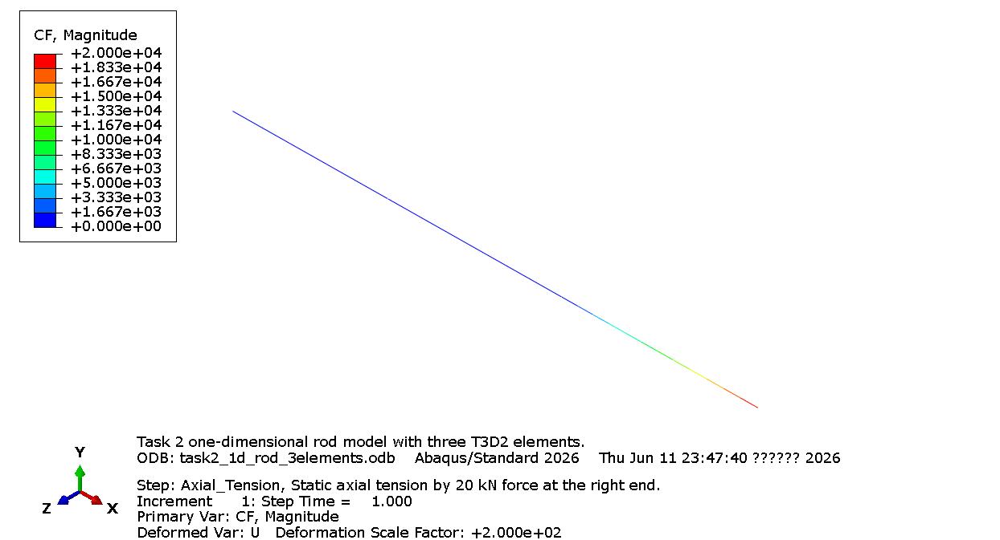 CF, Magnitude
+2.000e+04
+1.833e+04
+1.667e+04
+1.500e+04
+1.333e+04
+1.167e+04
+1.000e+04
+8.333e+03
+6.667e+03
+5.000e+03
+3.333e+03
+1.667e+03
+0.000e+00
Y
Z
X
Task 2 one-dimensional rod model with three T3D2 elements.
ODB: task2_1d_rod_3elements.odb    Abaqus/Standard 2026    Thu Jun 11 23:47:40 ?????? 2026
Step: Axial_Tension, Static axial tension by 20 kN force at the right end.
Increment      1: Step Time =    1.000
Primary Var: CF, Magnitude
Deformed Var: U   Deformation Scale Factor: +2.000e+02